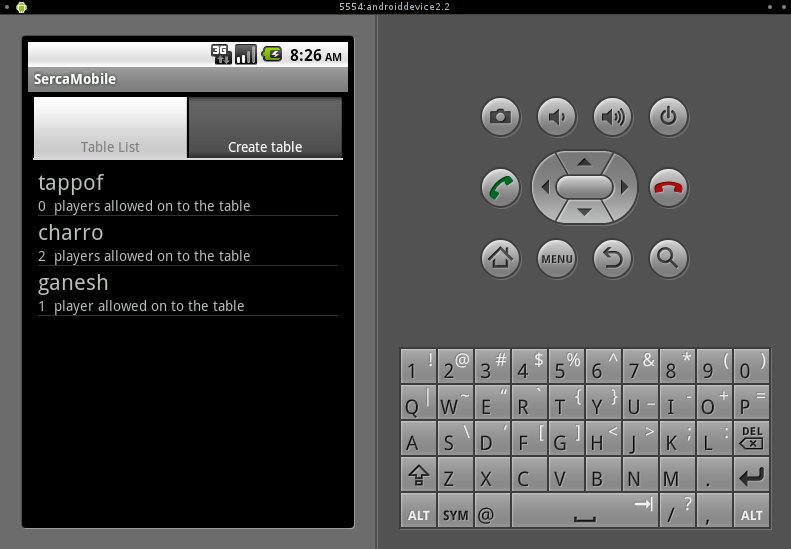 5554:androiddevice2.2
3G 8:26 AM
SercaMobile
Table List Create table
tappof
0 players allowed on to the table
charro
2 players allowed on to the table
ganesh
1 player allowed on to the table
MENU
1 ! 2 @ 3 # 4 $ 5 % 6 ^ 7 & 8 * 9 ( 0 )
Q | W ~ E " R ` T { Y } U _ I - O + P =
A S \ D ' F [ G ] H < J > K ; L : DEL
Z X C V B N M .
ALT SYM @ / ? , ALT